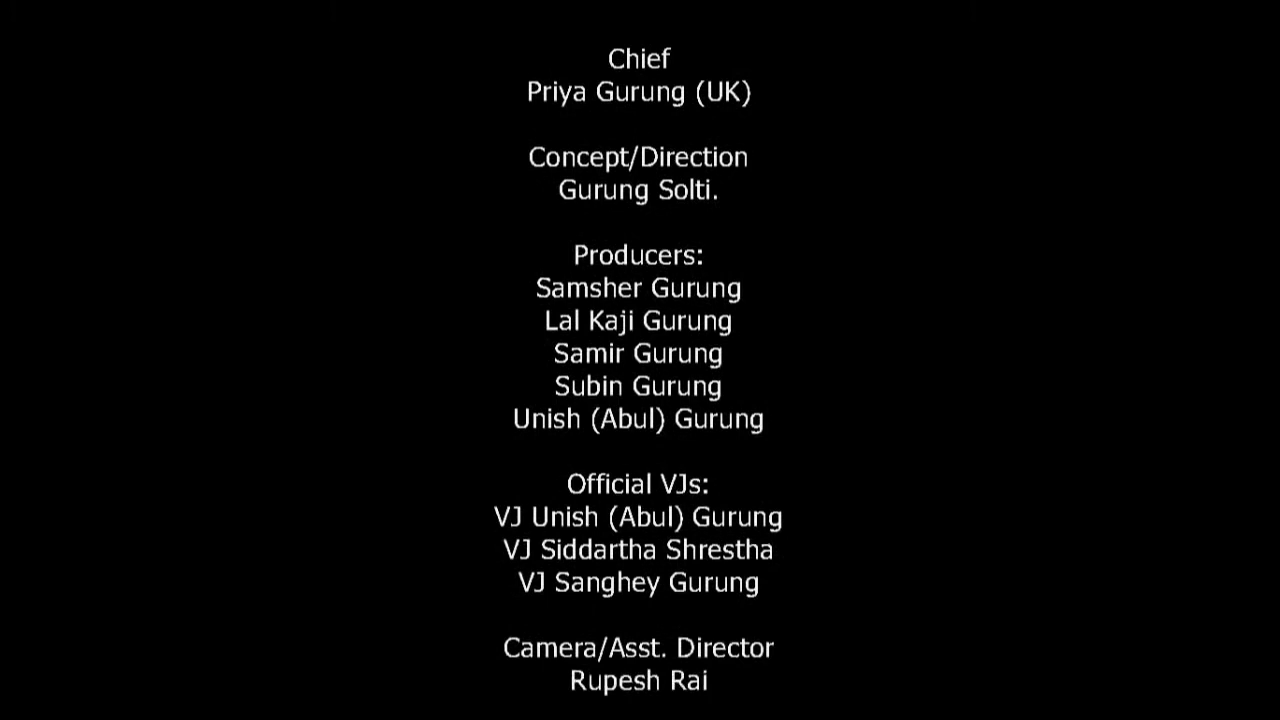 Chief
Priya Gurung (UK)
Concept/Direction
Gurung Solti.
Producers:
Samsher Gurung
Lal Kaji Gurung
Samir Gurung
Subin Gurung
Unish (Abul) Gurung
Official VJs:
VJ Unish (Abul) Gurung
VJ Siddartha Shrestha
VJ Sanghey Gurung
Camera/Asst. Director
Rupesh Rai